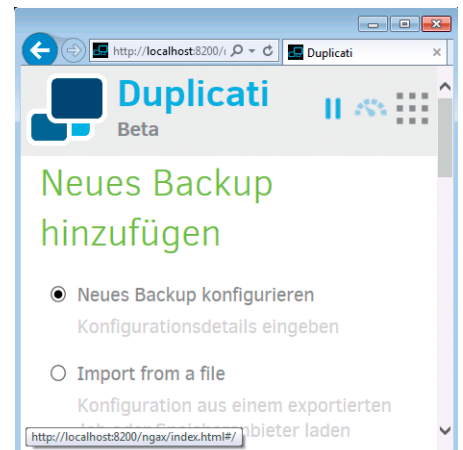 http://localhost:8200/
Duplicati
Duplicati
Beta
Neues Backup
hinzufügen
Neues Backup konfigurieren
Konfigurationsdetails eingeben
Import from a file
Konfiguration aus einem exportierten
laden
http://localhost:8200/ngax/index.html#/